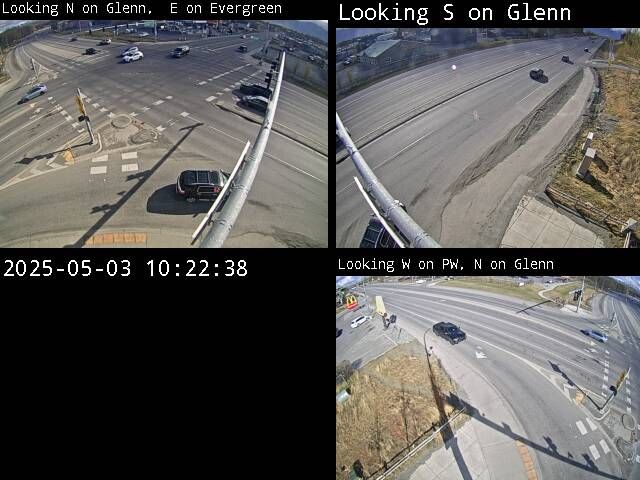 Looking N on Glenn,  E on Evergreen
Looking S on Glenn
2025-05-03 10:22:38
Looking W on PW, N on Glenn